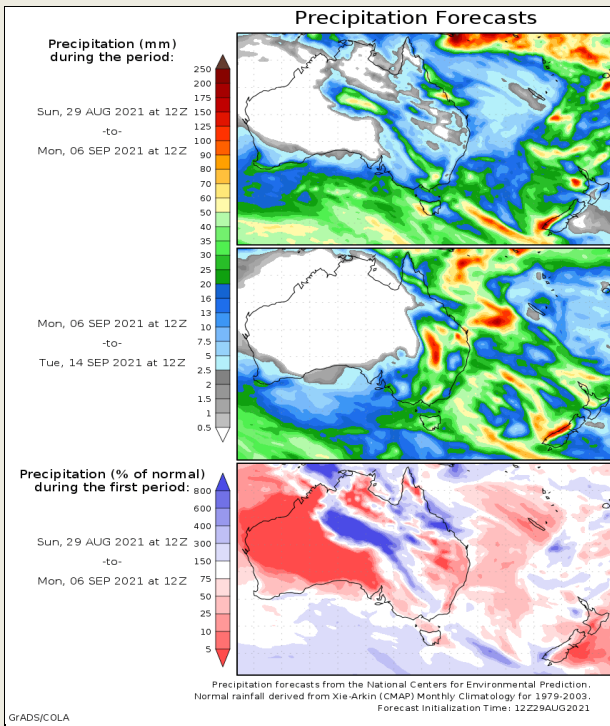 Precipitation Forecasts
Precipitation (mm)
during the period:
Sun, 29 AUG 2021 at 12Z
-to-
Mon, 06 SEP 2021 at 12Z
250
200
175
150
125
100
90
80
70
60
50
40
35
30
25
20
16
13
10
7.5
5
2.5
2
1.5
1
0.5
Mon, 06 SEP 2021 at 12Z
-to-
Tue, 14 SEP 2021 at 12Z
Precipitation (% of normal)
during the first period:
Sun, 29 AUG 2021 at 12Z
-to-
Mon, 06 SEP 2021 at 12Z
800
600
400
300
150
75
50
25
10
5
Precipitation forecasts from the National Centers for Environmental Prediction.
Normal rainfall derived from Xie-Arkin (CMAP) Monthly Climatology for 1979-2003.
Forecast Initialization Time: 12Z29AUG2021
GrADS/COLA